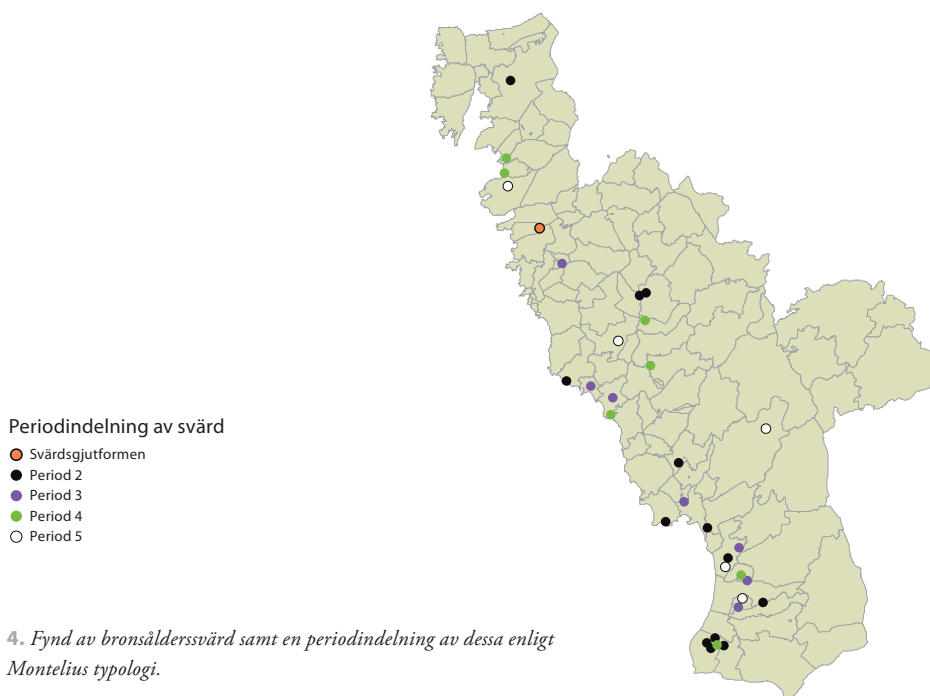 Periodindelning av svärd
Svärdsgjutformen
Period 2
Period 3
Period 4
Period 5
4. Fynd av bronsålderssvärd samt en periodindelning av dessa enligt
Montelius typologi.